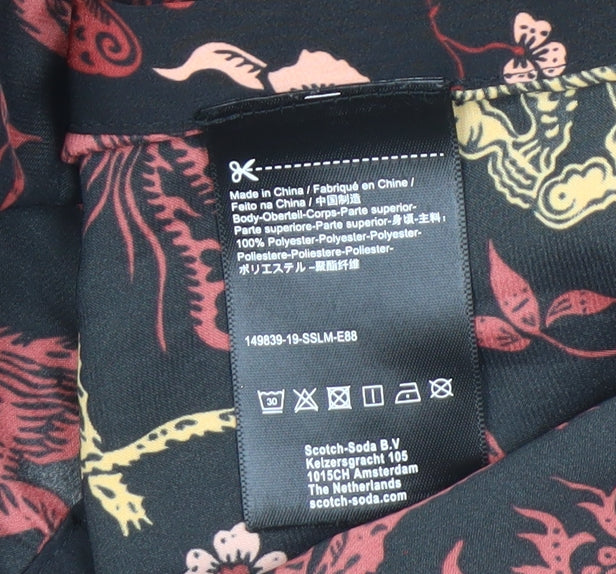 Made in China / Fabriqué en Chine /
Feito na China / 中国制造
Body-Oberteil-Corps-Parte superior-
Parte superiore-Parte superior-身頃-主料:
100% Polyester-Polyester-Polyester-
Poliestere-Poliestere-Poliester-
ポリエステル -聚酯纤维
149839-19-SSLM-E88
30
Scotch-Soda B.V
Keizersgracht 105
1015CH Amsterdam
The Netherlands
scotch-soda.com